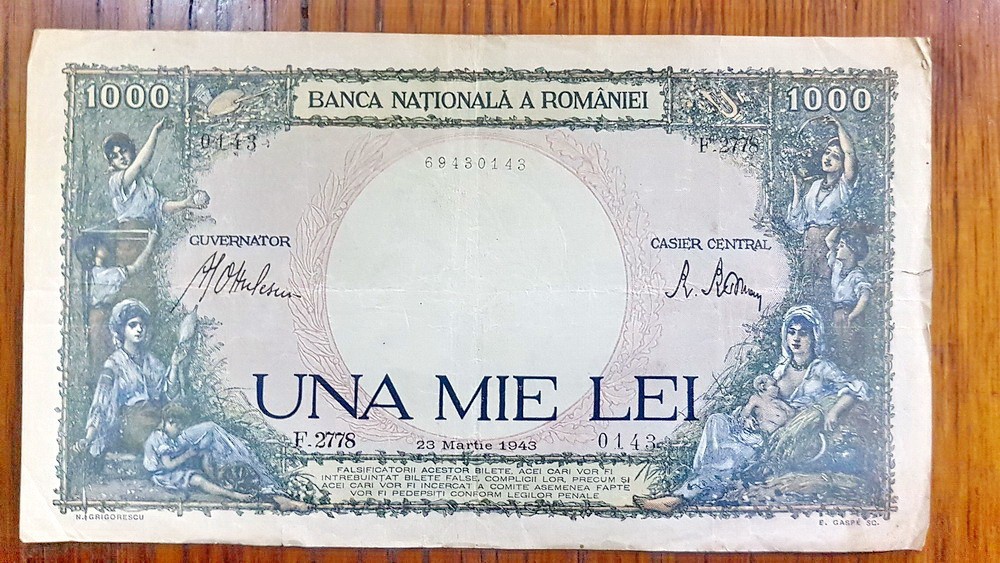 1000 BANCA NAȚIONALĂ A ROMÂNIEI 1000
0143 F.2778
69430143
GUVERNATOR CASIER CENTRAL
UNA MIE LEI
F.2778 23 Martie 1943 0143
FALSIFICATORII ACESTOR BILETE, ACEI CARI VOR FI
INTREBUINȚAT BILETE FALSE, COMPLICII LOR, PRECUM ȘI
ACEI CARI VOR FI INCERCAT A COMITE ASEMENEA FAPTE
VOR FI PEDEPSIȚI CONFORM LEGILOR PENALE
N. GRIGORESCU E. GASPÉ SC.